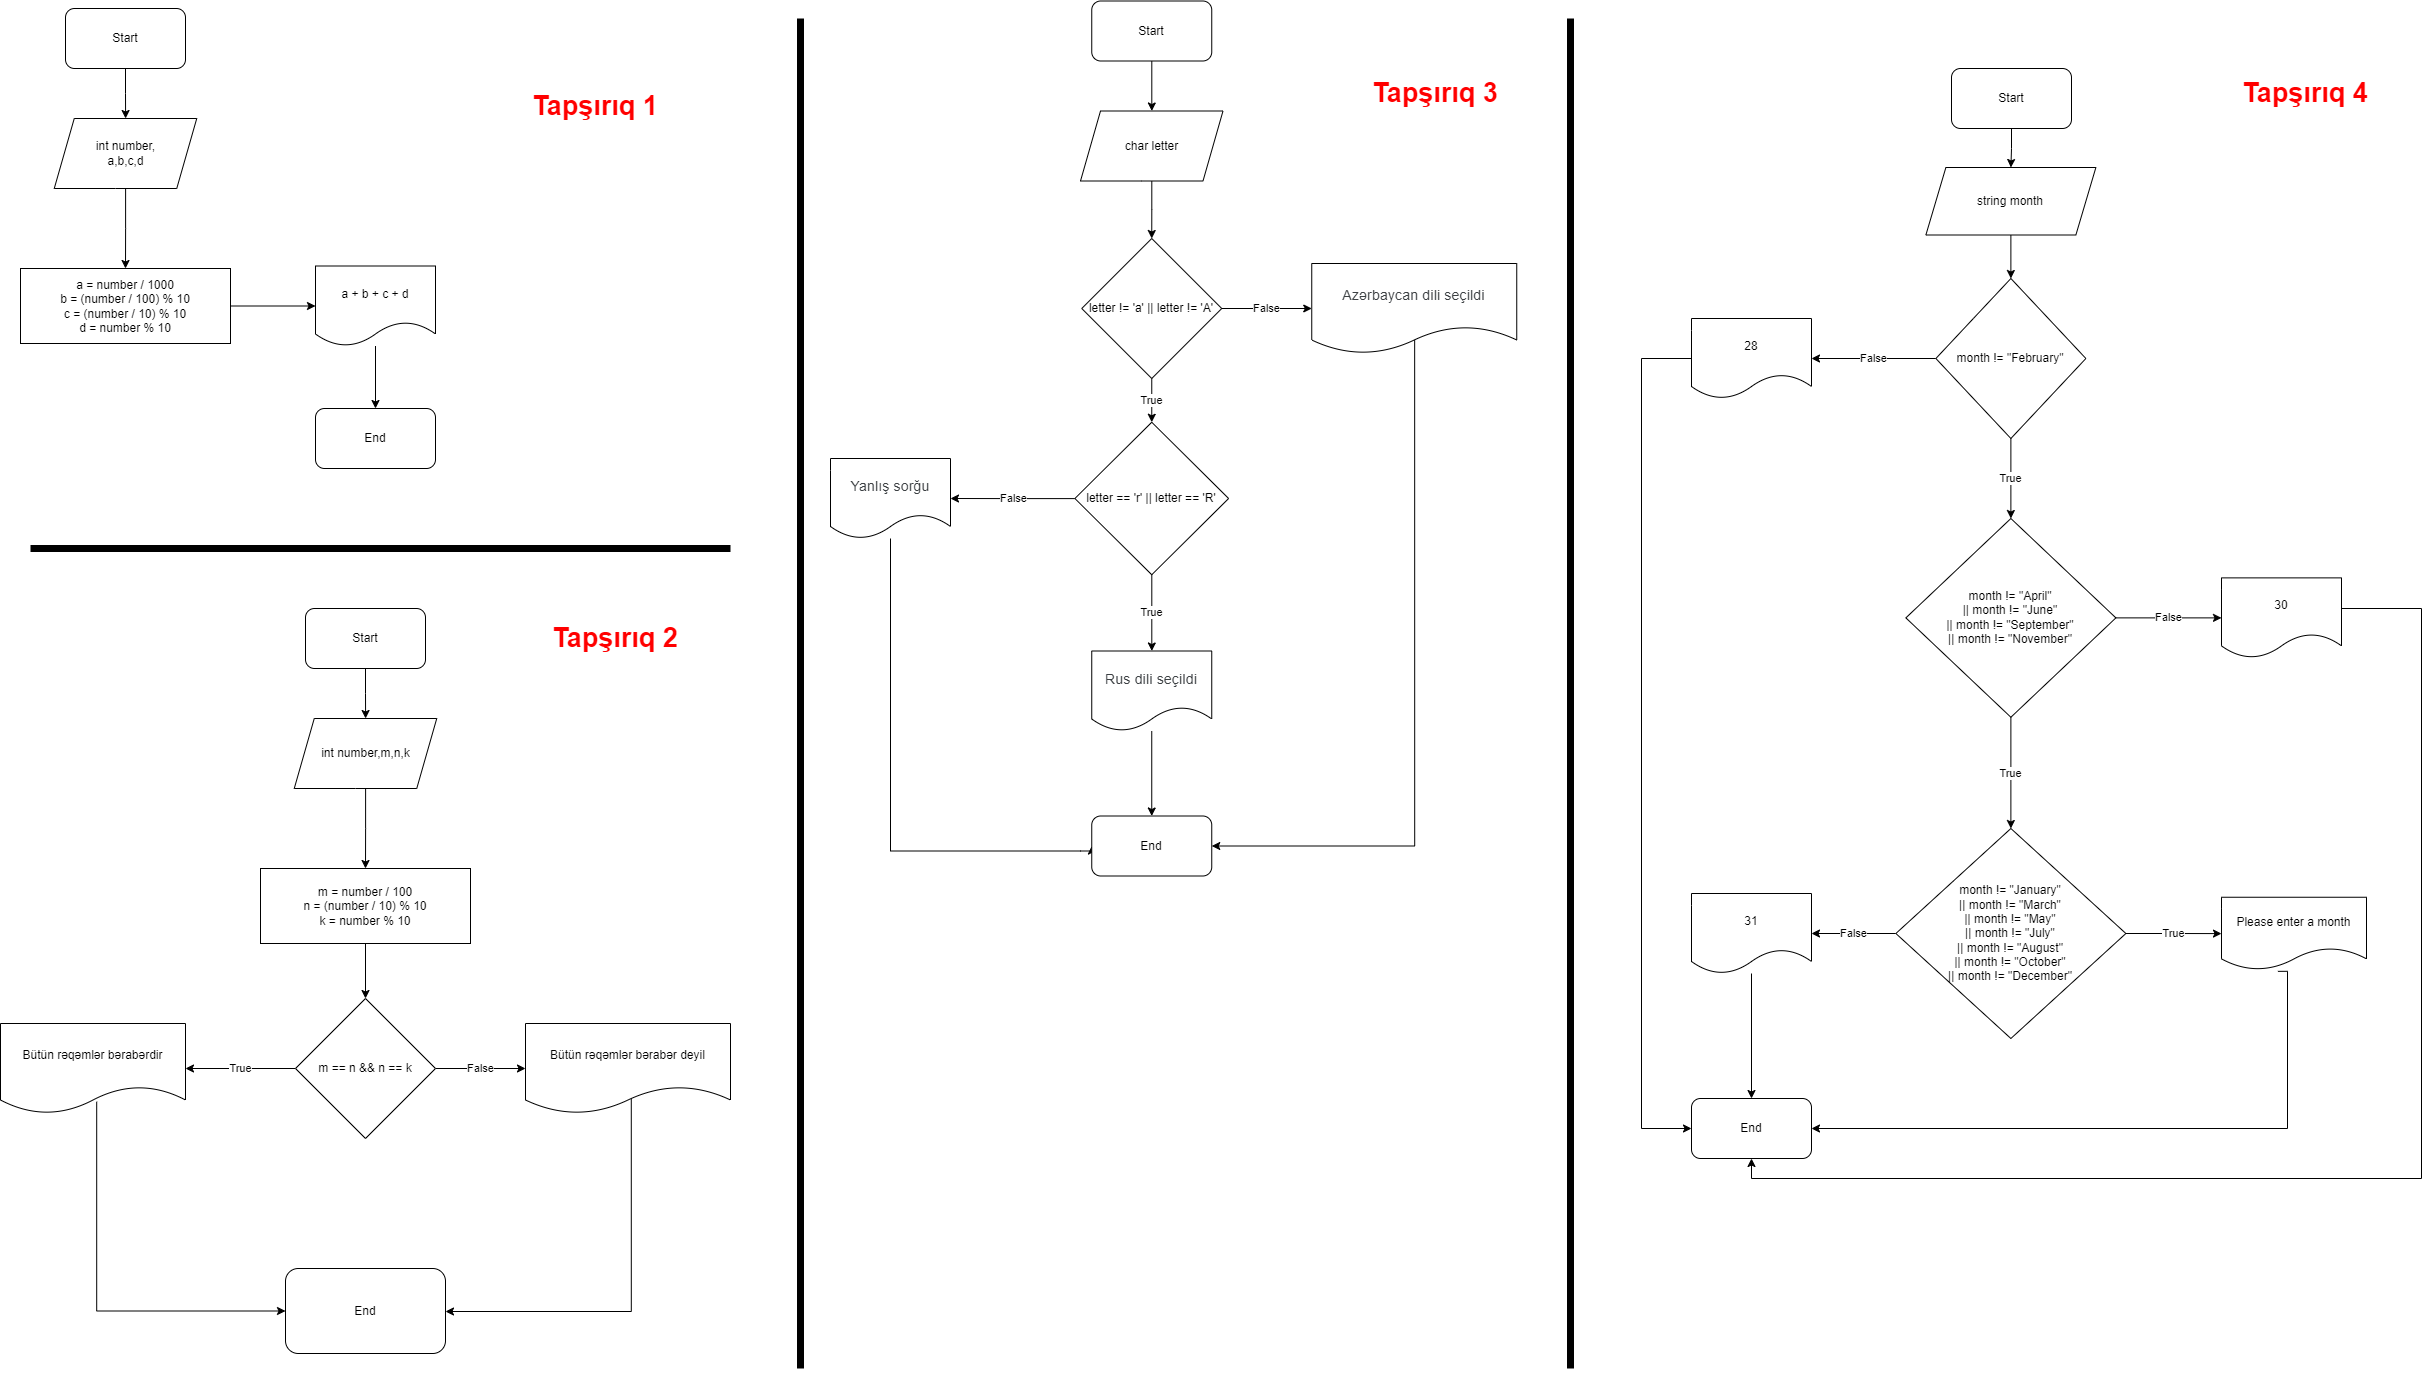 Tapşırıq 1
Start
int number,
a,b,c,d
a = number / 1000
b = (number / 100) % 10
c = (number / 10) % 10
d = number % 10
a + b + c + d
End
Tapşırıq 2
Start
int number,m,n,k
m = number / 100
n = (number / 10) % 10
k = number % 10
m == n && n == k
True
Bütün rəqəmlər bərabərdir
False
Bütün rəqəmlər bərabər deyil
End
Tapşırıq 3
Start
char letter
letter != 'a' || letter != 'A'
False
Azərbaycan dili seçildi
True
letter == 'r' || letter == 'R'
False
Yanlış sorğu
True
Rus dili seçildi
End
Tapşırıq 4
Start
string month
month != "February"
False
28
True
month != "April"
|| month != "June"
|| month != "September"
|| month != "November"
False
30
True
month != "January"
|| month != "March"
|| month != "May"
|| month != "July"
|| month != "August"
|| month != "October"
|| month != "December"
False
31
True
Please enter a month
End